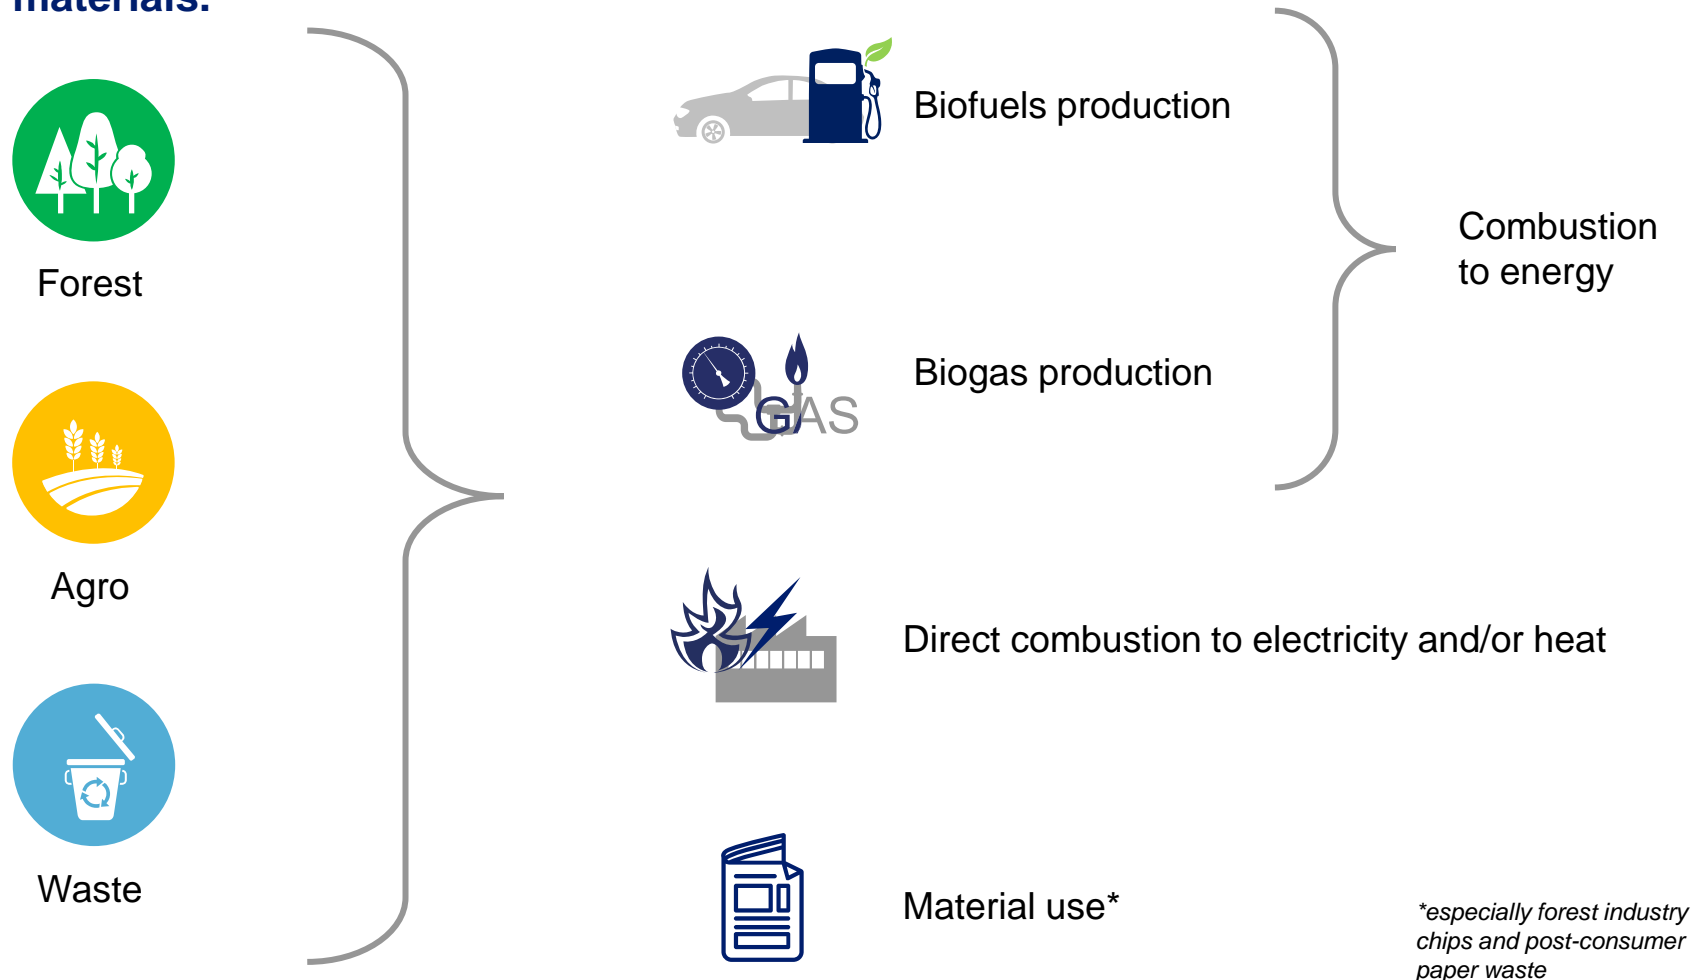 materials.
Forest
Agro
Waste
Biofuels production
GAS
Biogas production
Direct combustion to electricity and/or heat
Material use*
Combustion
to energy
*especially forest industry
chips and post-consumer
paper waste